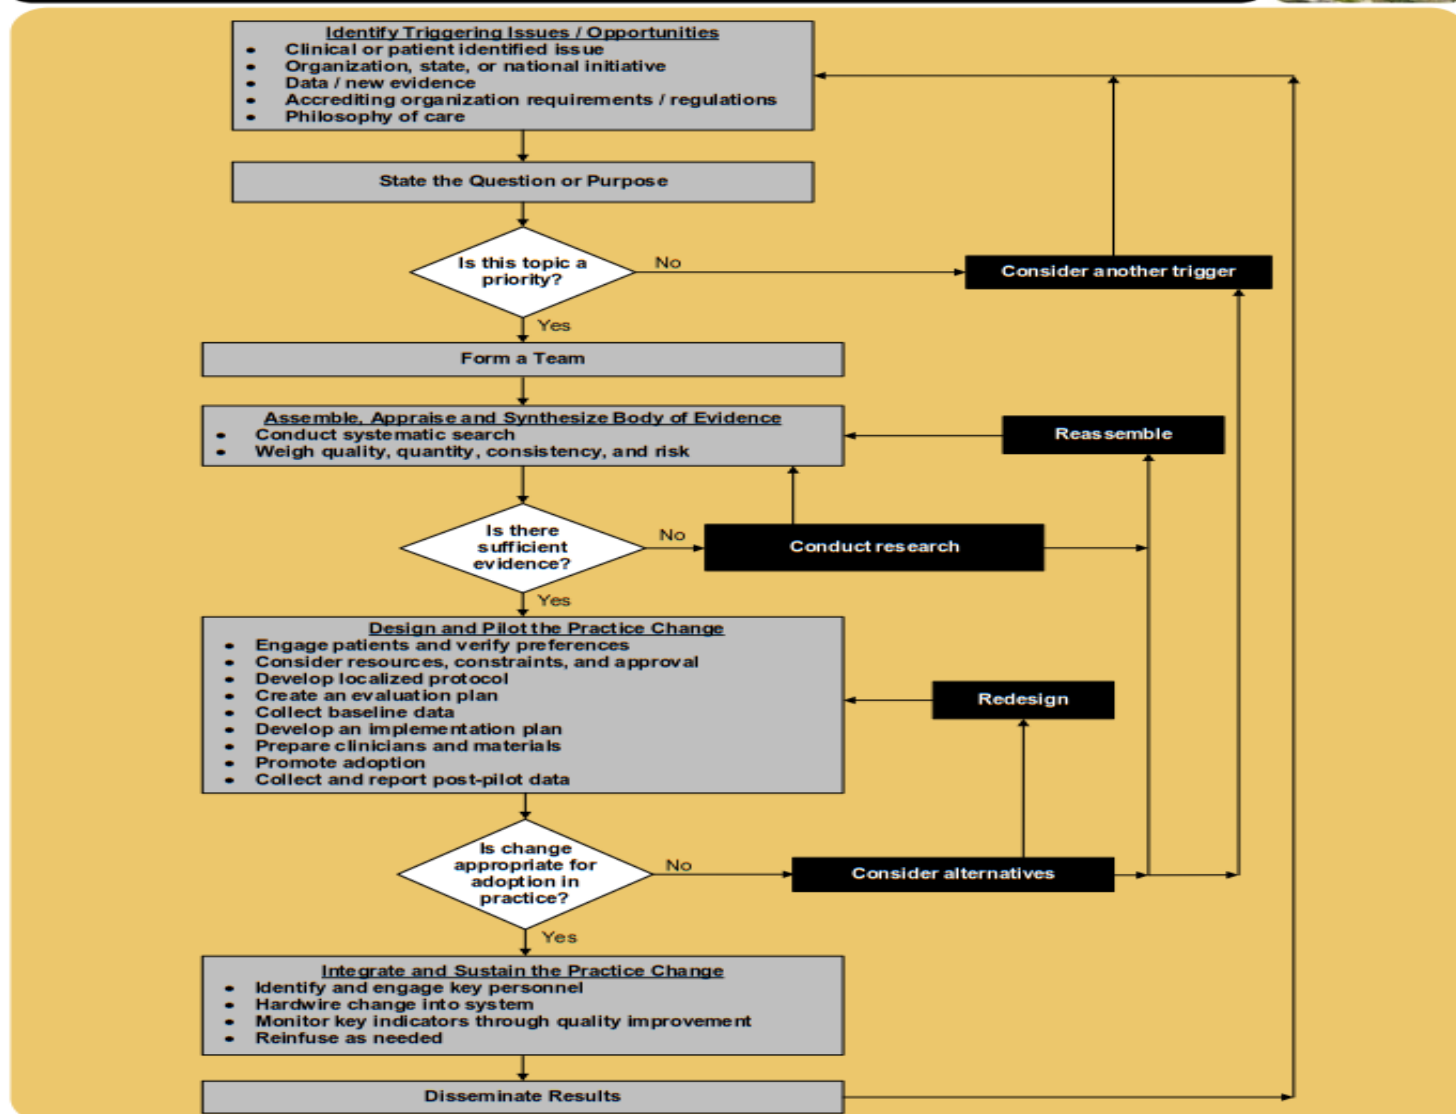 Identify Triggering Issues / Opportunities
• Clinical or patient identified issue
• Organization, state, or national initiative
• Data / new evidence
• Accrediting organization requirements / regulations
• Philosophy of care
State the Question or Purpose
Is this topic a
priority?
No
Consider another trigger
Yes
Form a Team
Assemble, Appraise and Synthesize Body of Evidence
• Conduct systematic search
• Weigh quality, quantity, consistency, and risk
Reassemble
Is there
sufficient
evidence?
No
Conduct research
Yes
Design and Pilot the Practice Change
• Engage patients and verify preferences
• Consider resources, constraints, and approval
• Develop localized protocol
• Create an evaluation plan
• Collect baseline data
• Develop an implementation plan
• Prepare clinicians and materials
• Promote adoption
• Collect and report post-pilot data
Redesign
Is change
appropriate for
adoption in
practice?
No
Consider alternatives
Yes
Integrate and Sustain the Practice Change
• Identify and engage key personnel
• Hardwire change into system
• Monitor key indicators through quality improvement
• Reinfuse as needed
Disseminate Results